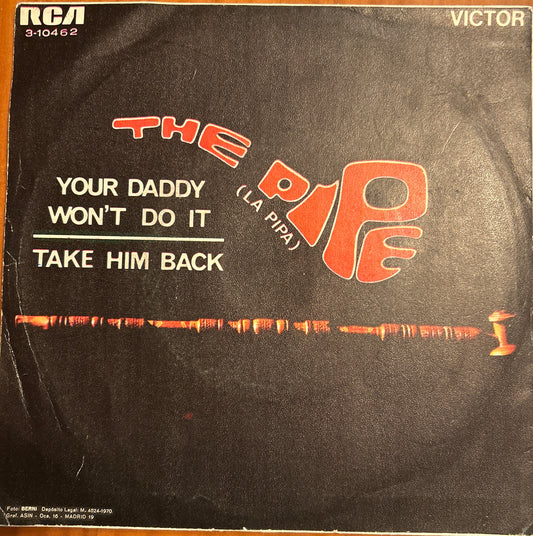 RCA
VICTOR
3-10462
THE PIPE
(LA PIPA)
YOUR DADDY
WON'T DO IT
TAKE HIM BACK
Foto: BERNI Depósito Legal: M. 4524-1970
Graf. ASIN - Oca, 16 - MADRID 19